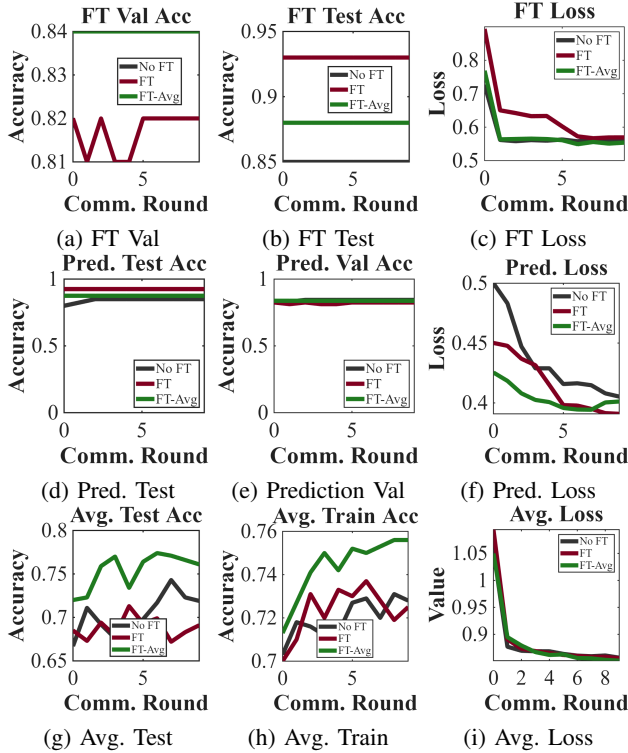 FT Val Acc
0.84
0.83
0.82
0.81
Accuracy
No FT
FT
FT-Avg
0
5
Comm. Round
(a) FT Val
FT Test Acc
0.95
0.9
0.85
Accuracy
No FT
FT
FT-Avg
0
5
Comm. Round
(b) FT Test
FT Loss
0.8
0.7
0.6
0.5
Loss
No FT
FT
FT-Avg
0
5
Comm. Round
(c) FT Loss
Pred. Test Acc
1
0.5
0
Accuracy
No FT
FT
FT-Avg
0
5
Comm. Round
(d) Pred. Test
Pred. Val Acc
1
0.5
0
Accuracy
No FT
FT
FT-Avg
0
5
Comm. Round
(e) Prediction Val
Pred. Loss
0.5
0.45
0.4
Loss
No FT
FT
FT-Avg
0
5
Comm. Round
(f) Pred. Loss
Avg. Test Acc
0.8
0.75
0.7
0.65
Accuracy
No FT
FT
FT-Avg
0
5
Comm. Round
(g) Avg. Test
Avg. Train Acc
0.76
0.74
0.72
0.7
Accuracy
No FT
FT
FT-Avg
0
5
Comm. Round
(h) Avg. Train
Avg. Loss
1.05
1
0.95
0.9
Value
No FT
FT
FT-Avg
0 2 4 6 8
Comm. Round
(i) Avg. Loss